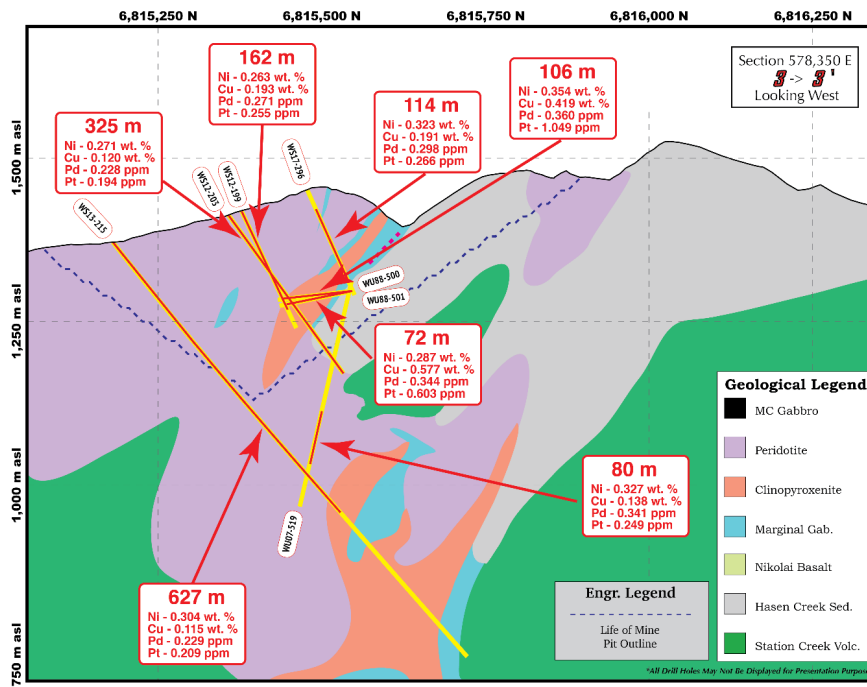 6,815,250 N 6,815,500 N 6,815,750 N 6,816,000 N 6,816,250 N
Section 578,350 E
3 -> 3'
Looking West
162 m
Ni - 0.263 wt. %
Cu - 0.193 wt. %
Pd - 0.271 ppm
Pt - 0.255 ppm
106 m
Ni - 0.354 wt. %
Cu - 0.419 wt. %
Pd - 0.360 ppm
Pt - 1.049 ppm
114 m
Ni - 0.323 wt. %
Cu - 0.191 wt. %
Pd - 0.298 ppm
Pt - 0.266 ppm
325 m
Ni - 0.271 wt. %
Cu - 0.120 wt. %
Pd - 0.228 ppm
Pt - 0.194 ppm
1,500 m asl
WS13-215
WS12-203
WS12-199
WS17-296
WU88-500
WU88-501
1,250 m asl
72 m
Ni - 0.287 wt. %
Cu - 0.577 wt. %
Pd - 0.344 ppm
Pt - 0.603 ppm
80 m
Ni - 0.327 wt. %
Cu - 0.138 wt. %
Pd - 0.341 ppm
Pt - 0.249 ppm
1,000 m asl
WU07-519
627 m
Ni - 0.304 wt. %
Cu - 0.115 wt. %
Pd - 0.229 ppm
Pt - 0.209 ppm
750 m asl
Engr. Legend
Life of Mine
Pit Outline
Geological Legend
MC Gabbro
Peridotite
Clinopyroxenite
Marginal Gab.
Nikolai Basalt
Hasen Creek Sed.
Station Creek Volc.
*All Drill Holes May Not Be Displayed for Presentation Purpose